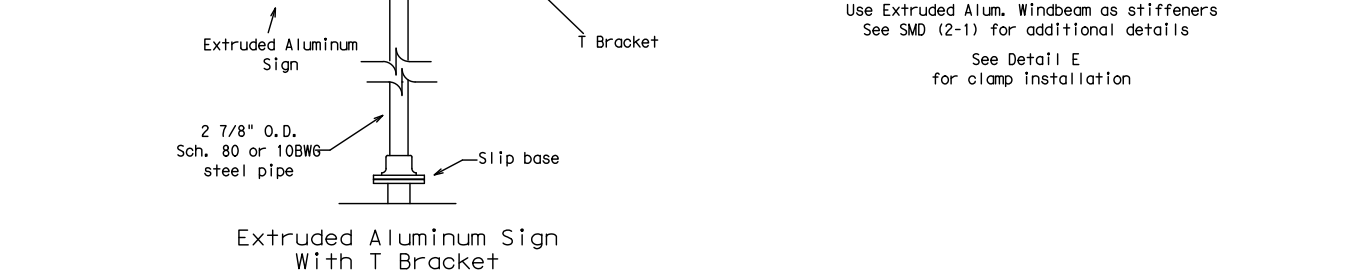 Extruded Aluminum
Sign
T Bracket
2 7/8" O.D.
Sch. 80 or 10BWG
steel pipe
Slip base
Extruded Aluminum Sign
With T Bracket
Use Extruded Alum. Windbeam as stiffeners
See SMD (2-1) for additional details
See Detail E
for clamp installation